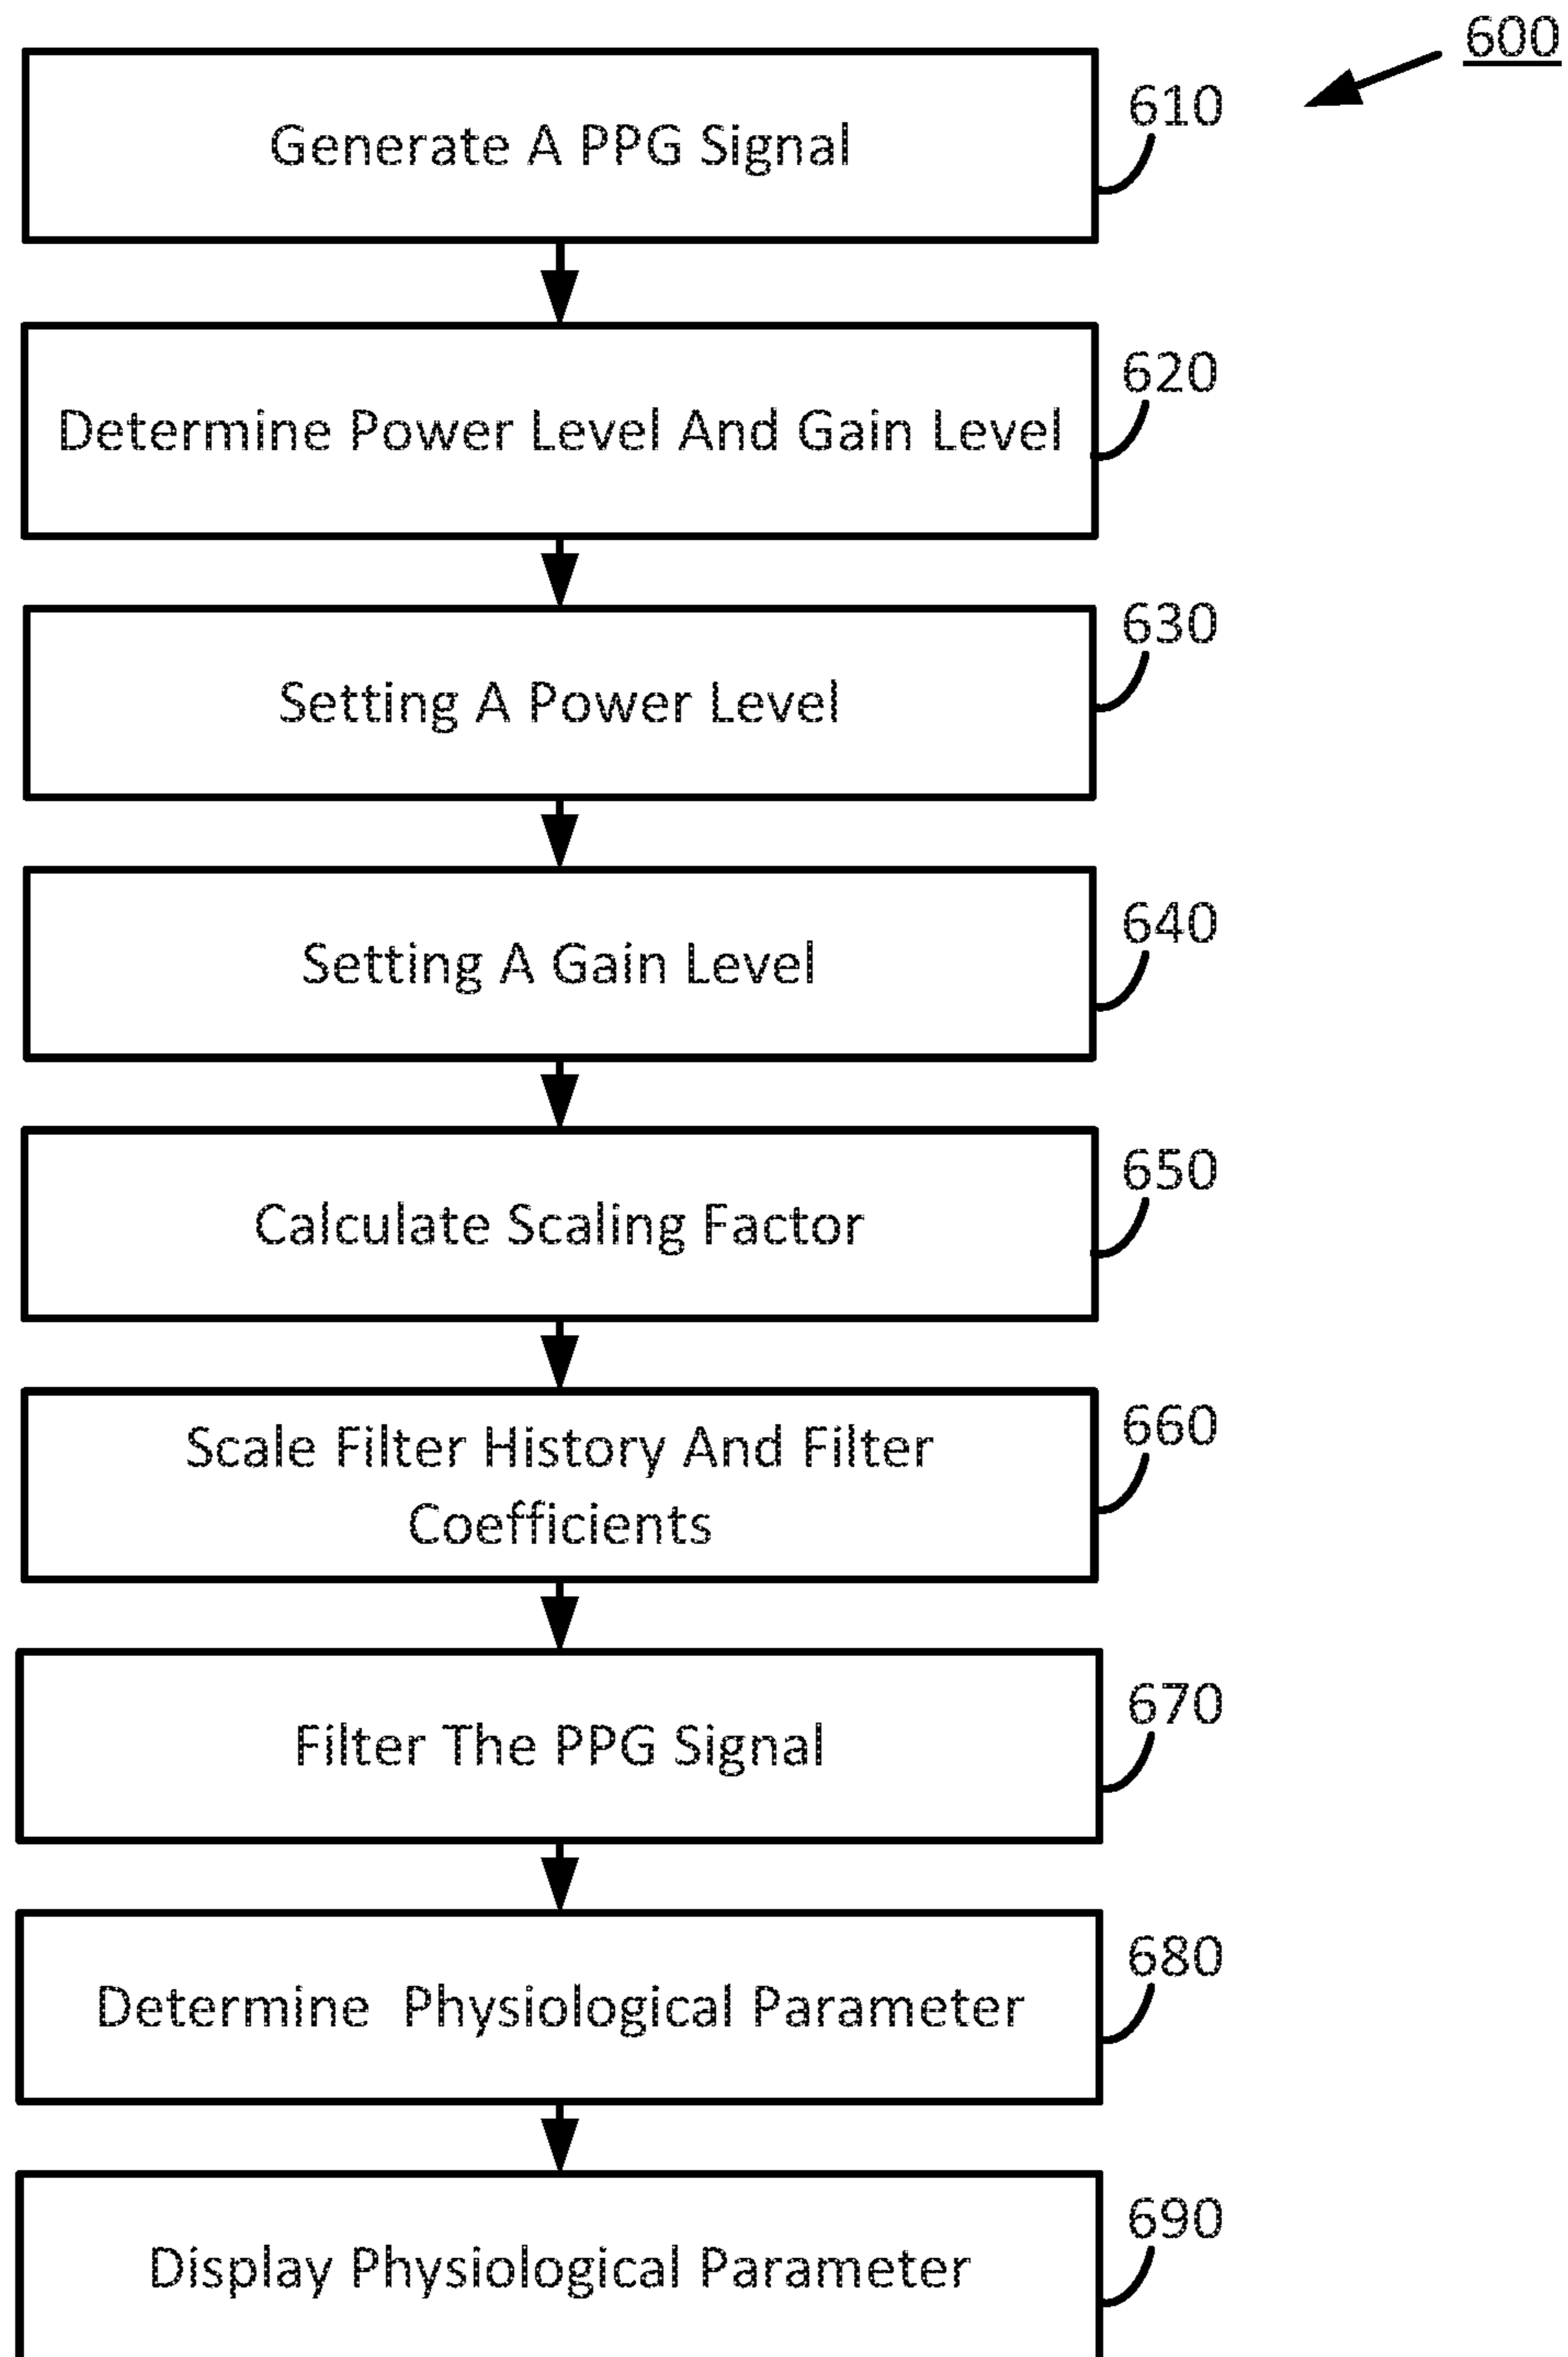 600
Generate A PPG Signal
610
Determine Power Level And Gain Level
620
Setting A Power Level
630
Setting A Gain Level
640
Calculate Scaling Factor
650
Scale Filter History And Filter
Coefficients
660
Filter The PPG Signal
670
Determine Physiological Parameter
680
Display Physiological Parameter
690